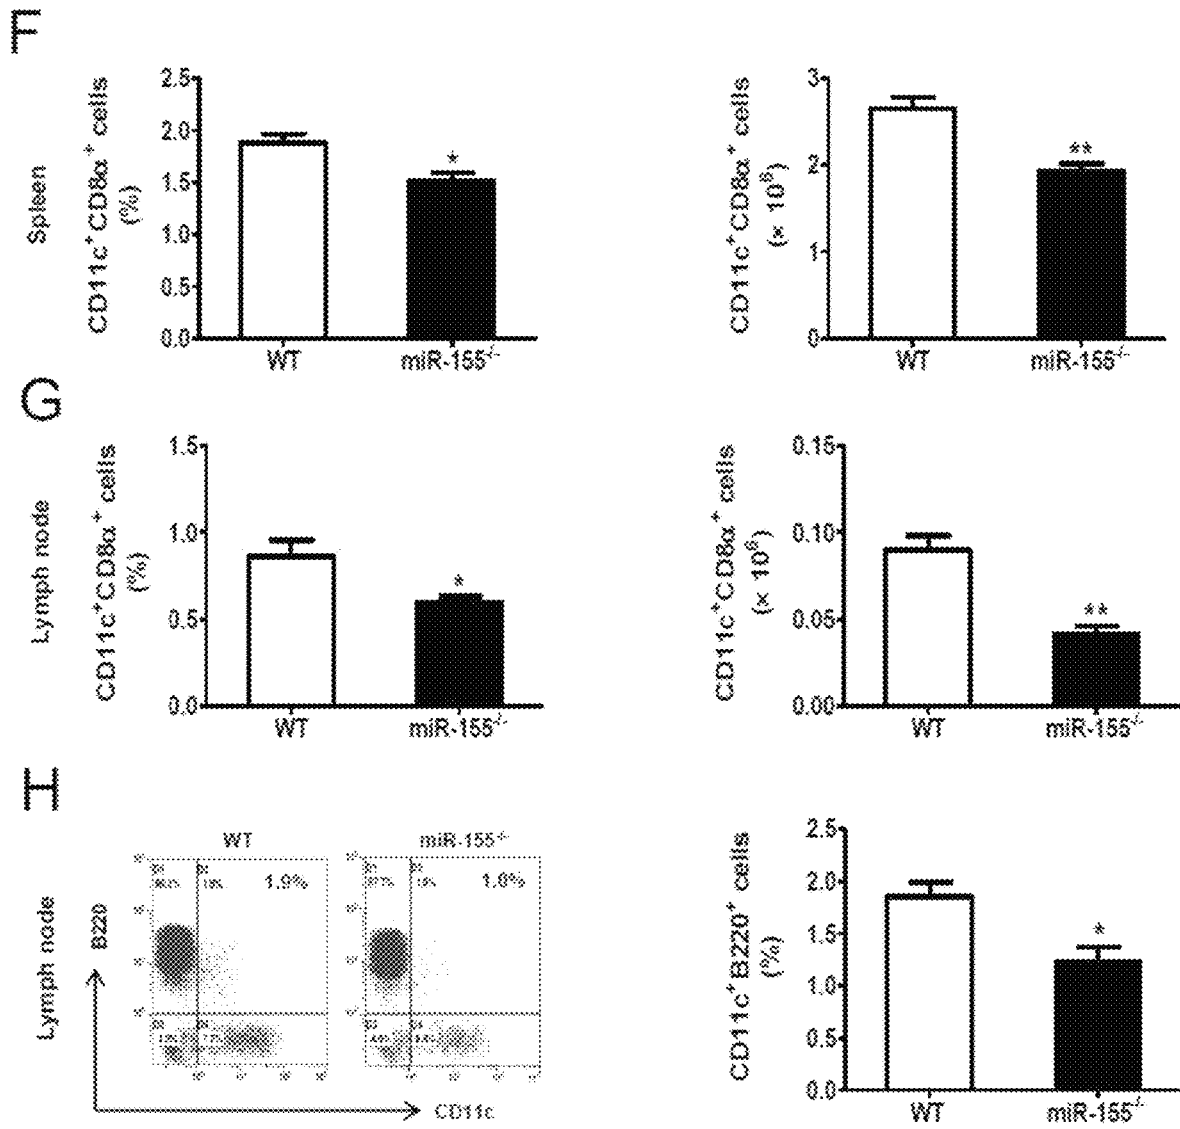 F
Spleen
CD11c⁺CD8α⁺ cells
(%)
2.5
2.0
1.5
1.0
0.5
0.0
*
WT
miR-155⁻/⁻
CD11c⁺CD8α⁺ cells
(× 10⁶)
3
2
1
0
**
WT
miR-155⁻/⁻
G
Lymph node
CD11c⁺CD8α⁺ cells
(%)
1.5
1.0
0.5
0.0
*
WT
miR-155⁻/⁻
CD11c⁺CD8α⁺ cells
(× 10⁶)
0.15
0.10
0.05
0.00
**
WT
miR-155⁻/⁻
H
Lymph node
B220
CD11c
WT
1.9%
miR-155⁻/⁻
CD11c⁺B220⁺ cells
(%)
2.5
2.0
1.5
1.0
0.5
0.0
*
WT
miR-155⁻/⁻